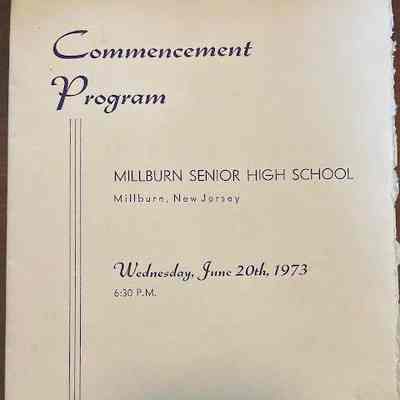 Commencement
Program
MILLBURN SENIOR HIGH SCHOOL
Millburn, New Jersey
Wednesday, June 20th, 1973
6:30 P.M.